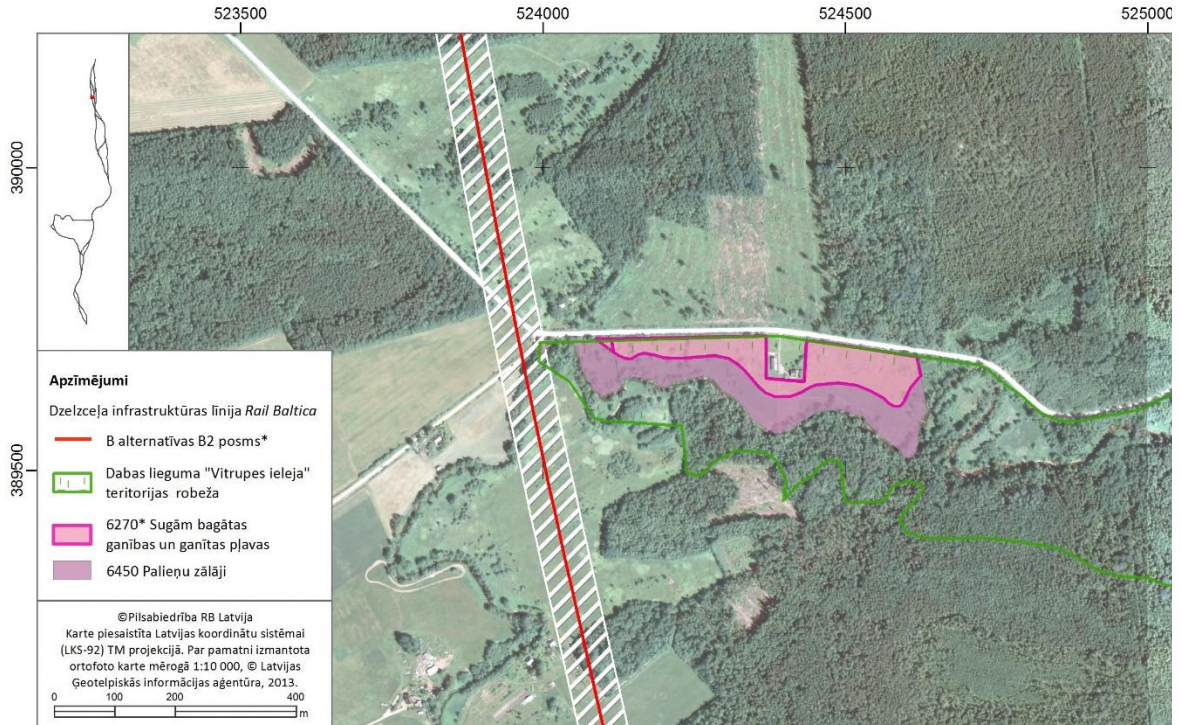 523500
524000
524500
525000
390000
389500
Apzīmējumi
Dzelzceļa infrastruktūras līnija Rail Baltica
B alternatīvas B2 posms*
Dabas lieguma "Vitrupes ieleja"
teritorijas robeža
6270* Sugām bagātas
ganības un ganītas pļavas
6450 Palieņu zālāji
©Pilsabiedrība RB Latvija
Karte piesaistīta Latvijas koordinātu sistēmai
(LKS-92) TM projekcijā. Par pamatni izmantota
ortofoto karte mērogā 1:10 000, © Latvijas
Ģeotelpiskās informācijas aģentūra, 2013.
0 100 200 400
m